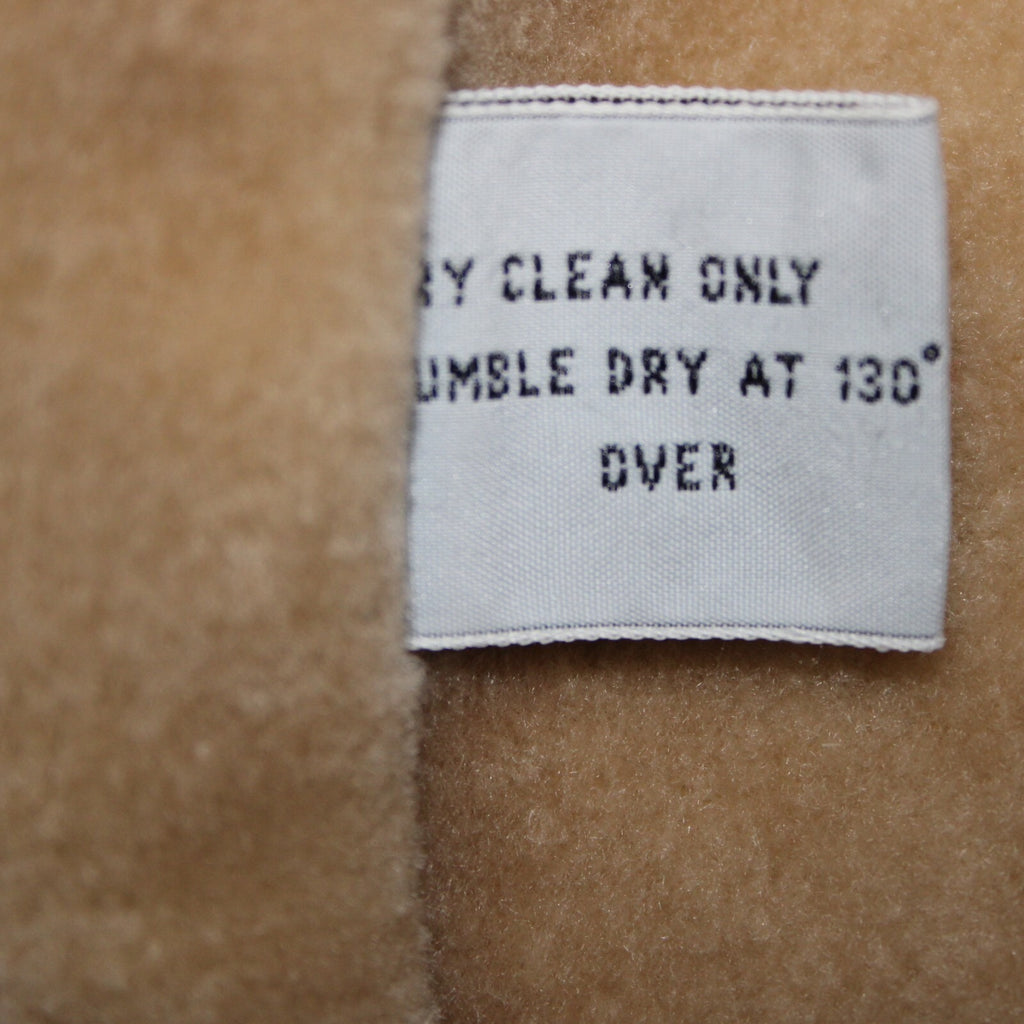 RY CLEAN ONLY
UMBLE DRY AT 130°
OVER